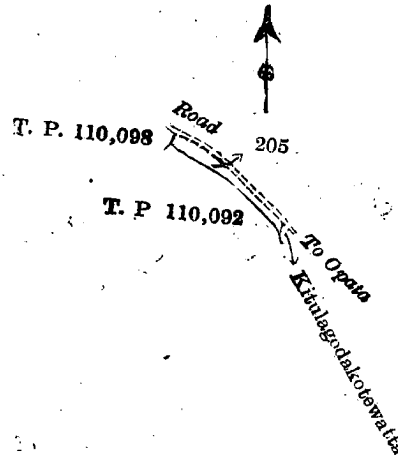 Road
T. P. 110,098
205
T. P 110,092
To Opata
Kitulagodakotewatta